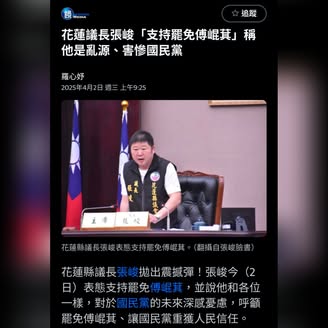 ☆ 追蹤
花蓮議長張峻「支持罷免傅崐萁」稱
他是亂源、害慘國民黨
羅心妤
2025年4月2日 週三 上午9:25
花蓮縣議長張峻表態支持罷免傅崐萁。（翻攝自張峻臉書）
花蓮縣議長張峻拋出震撼彈！張峻今（2
日）表態支持罷免傅崐萁，並說他和各位
一樣，對於國民黨的未來深感憂慮，呼籲
罷免傅崐萁、讓國民黨重獲人民信任。